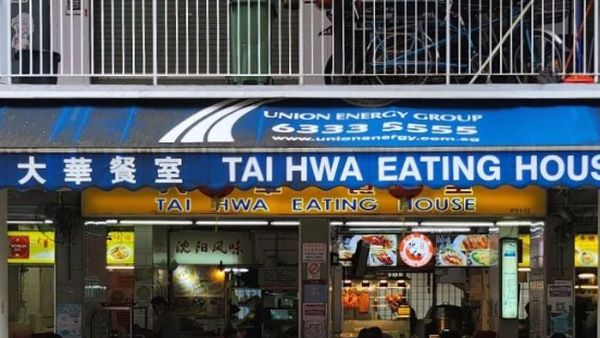 UNION ENERGY GROUP
6333 5555
www.unionenergy.com.sg
大華餐室 TAI HWA EATING HOUS
TAI HWA EATING HOUSE
沈阳风味